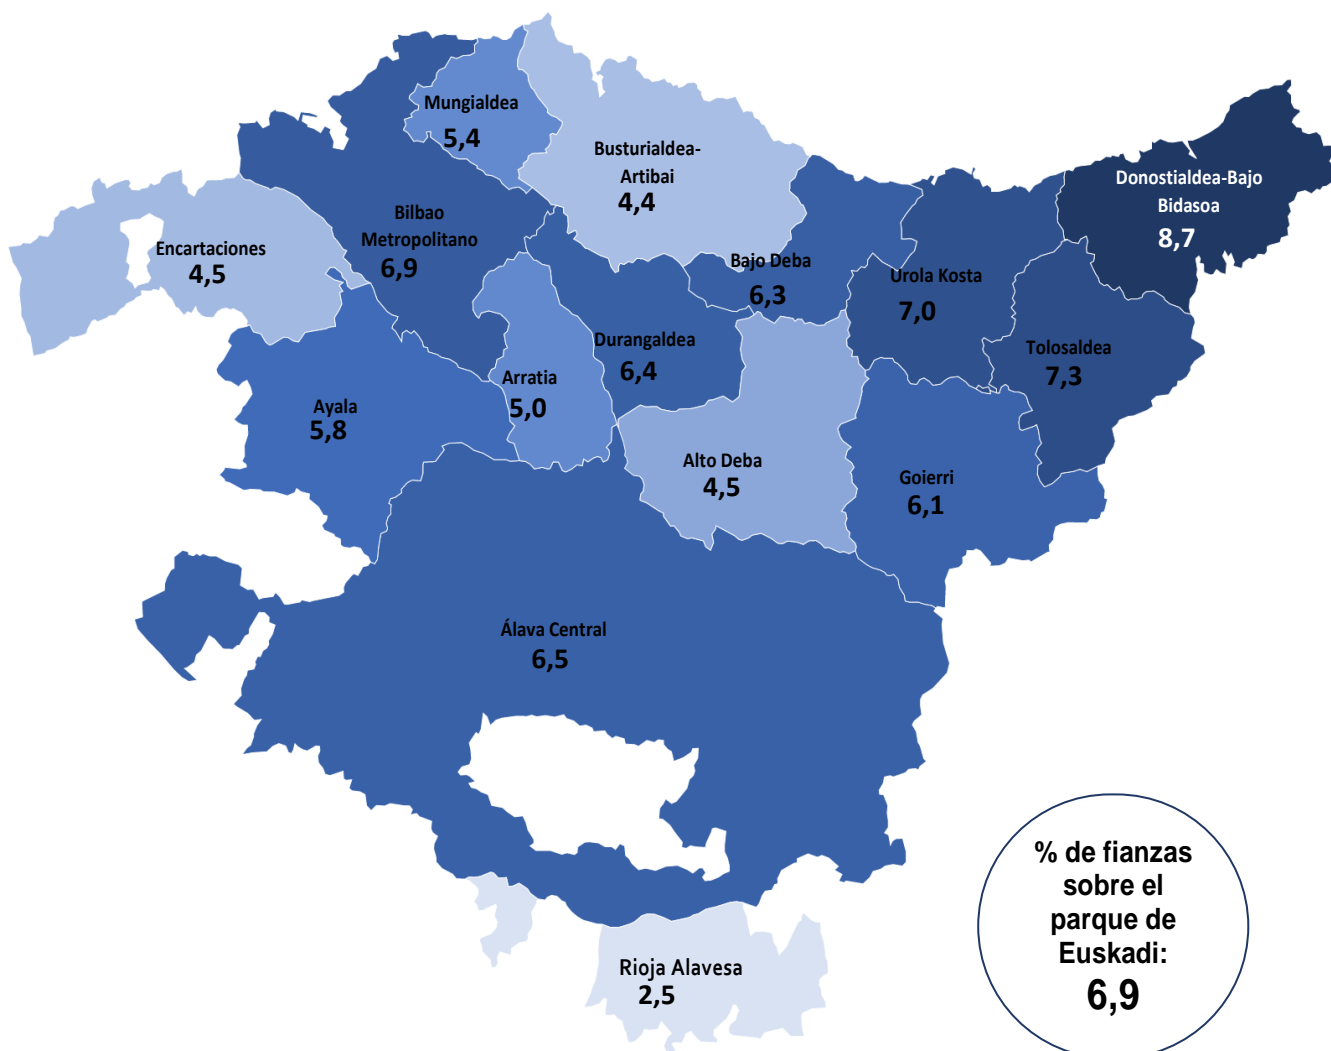 Mungialdea
5,4
Busturialdea-
Artibai
4,4
Donostialdea-Bajo
Bidasoa
8,7
Bilbao
Metropolitano
6,9
Encartaciones
4,5
Bajo Deba
6,3
Urola Kosta
7,0
Durangaldea
6,4
Tolosaldea
7,3
Arratia
5,0
Ayala
5,8
Alto Deba
4,5
Goierri
6,1
Álava Central
6,5
Rioja Alavesa
2,5
% de fianzas
sobre el
parque de
Euskadi:
6,9